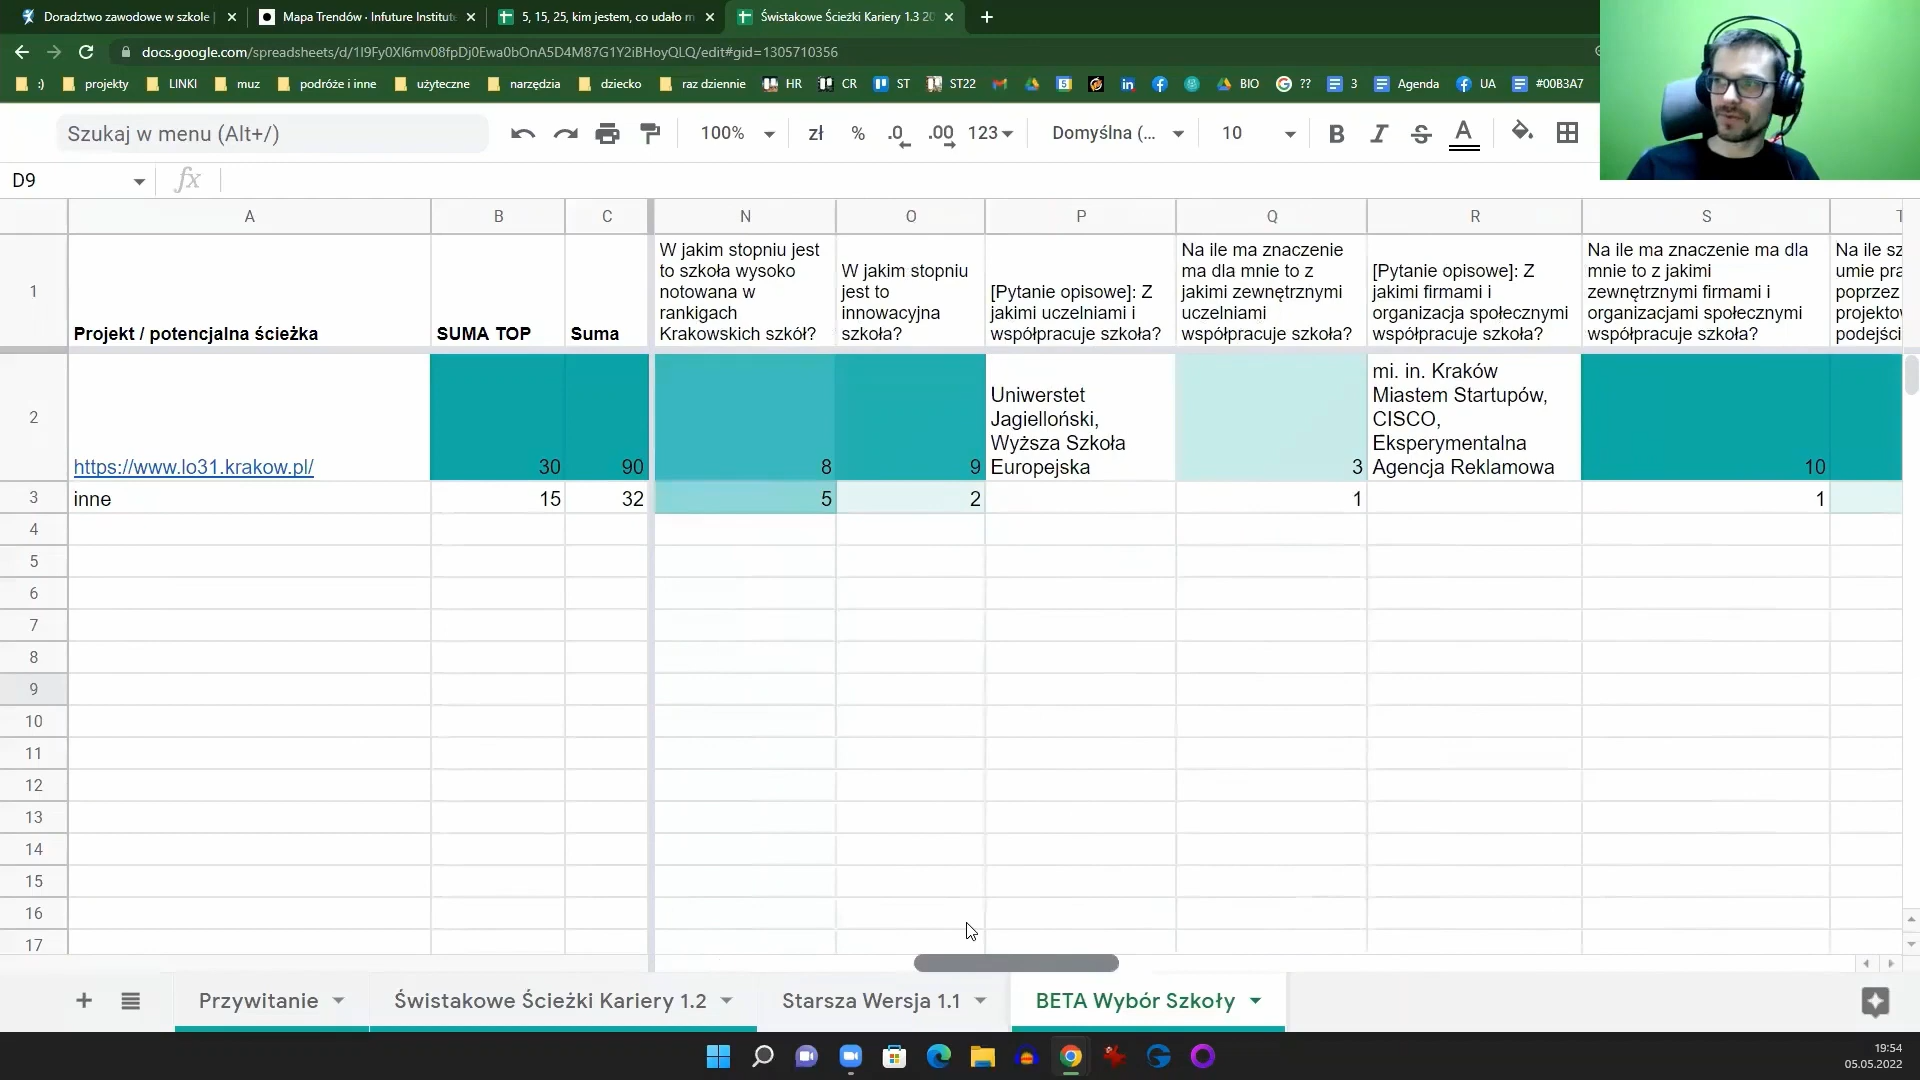 Doradztwo zawodowe w szkole |
Mapa Trendów · Infuture Institute
5, 15, 25, kim jestem, co udało m
Świstakowe Ścieżki Kariery 1.3 20
docs.google.com/spreadsheets/d/1I9Fy0Xl6mv08fpDj0Ewa0bOnA5D4M87G1Y2iBHoyQLQ/edit#gid=1305710356
:) projekty LINKI muz podróże i inne użyteczne narzędzia dziecko raz dziennie HR CR ST ST22 BIO ?? 3 Agenda UA #00B3A7
Szukaj w menu (Alt+/) 100% zł % .0 .00 123 Domyślna (... 10 B I S A
D9 fx
A B C N O P Q R S T
1
Projekt / potencjalna ścieżka
SUMA TOP
Suma
W jakim stopniu jest
to szkoła wysoko
notowana w
rankigach
Krakowskich szkół?
W jakim stopniu
jest to
innowacyjna
szkoła?
[Pytanie opisowe]: Z
jakimi uczelniami i
współpracuje szkoła?
Na ile ma znaczenie
ma dla mnie to z
jakimi zewnętrznymi
uczelniami
współpracuje szkoła?
[Pytanie opisowe]: Z
jakimi firmami i
organizacja społecznymi
współpracuje szkoła?
Na ile ma znaczenie ma dla
mnie to z jakimi
zewnętrznymi firmami i
organizacjami społecznymi
współpracuje szkoła?
Na ile sz
umie pra
poprzez
projektow
podejści
2
https://www.lo31.krakow.pl/
30
90
8
9
Uniwerstet
Jagielloński,
Wyższa Szkoła
Europejska
3
mi. in. Kraków
Miastem Startupów,
CISCO,
Eksperymentalna
Agencja Reklamowa
10
3 inne 15 32 5 2 1 1
4
5
6
7
8
9
10
11
12
13
14
15
16
17
+ Przywitanie Świstakowe Ścieżki Kariery 1.2 Starsza Wersja 1.1 BETA Wybór Szkoły
19:54
05.05.2022